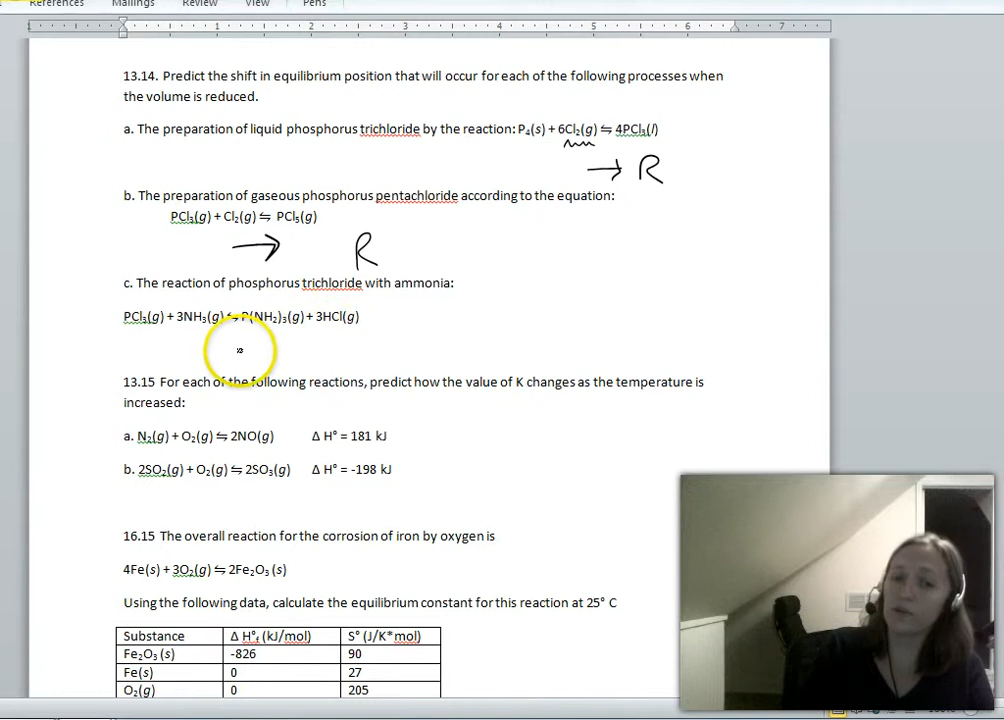 References Mailings Review View Pens
1 2 3 4 5 6 7
13.14. Predict the shift in equilibrium position that will occur for each of the following processes when
the volume is reduced.
a. The preparation of liquid phosphorus trichloride by the reaction: P₄(s) + 6Cl₂(g) ⇋ 4PCl₃(l)
→ R
b. The preparation of gaseous phosphorus pentachloride according to the equation:
PCl₃(g) + Cl₂(g) ⇋ PCl₅(g)
→ R
c. The reaction of phosphorus trichloride with ammonia:
PCl₃(g) + 3NH₃(g) ⇋ P(NH₂)₃(g) + 3HCl(g)
13.15 For each of the following reactions, predict how the value of K changes as the temperature is
increased:
a. N₂(g) + O₂(g) ⇋ 2NO(g) Δ H° = 181 kJ
b. 2SO₂(g) + O₂(g) ⇋ 2SO₃(g) Δ H° = -198 kJ
16.15 The overall reaction for the corrosion of iron by oxygen is
4Fe(s) + 3O₂(g) ⇋ 2Fe₂O₃ (s)
Using the following data, calculate the equilibrium constant for this reaction at 25° C
Substance Δ H°f (kJ/mol) S° (J/K*mol)
Fe₂O₃ (s) -826 90
Fe(s) 0 27
O₂(g) 0 205